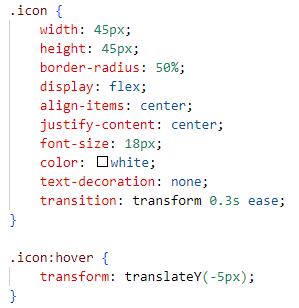 .icon {
    width: 45px;
    height: 45px;
    border-radius: 50%;
    display: flex;
    align-items: center;
    justify-content: center;
    font-size: 18px;
    color: white;
    text-decoration: none;
    transition: transform 0.3s ease;
}

.icon:hover {
    transform: translateY(-5px);
}